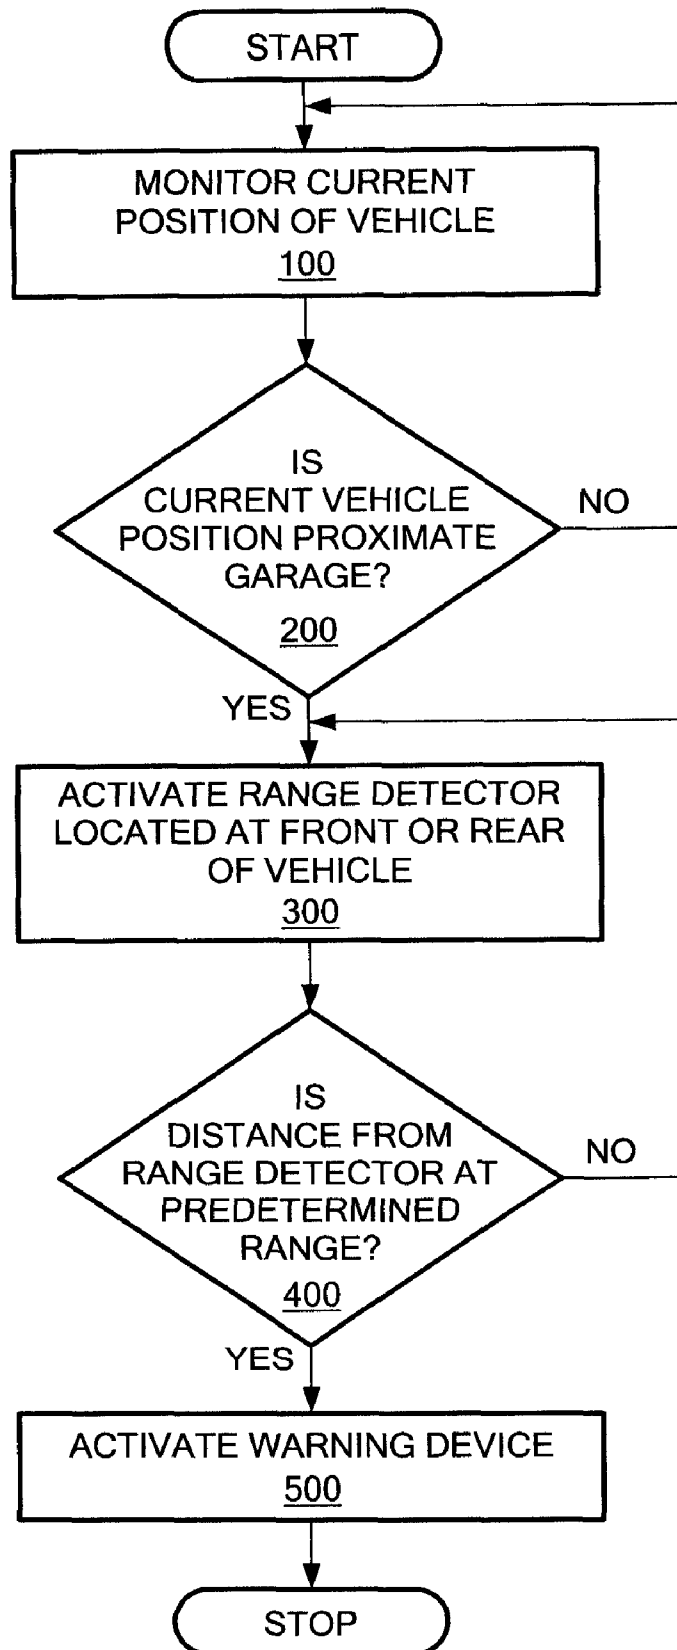 START
MONITOR CURRENT
POSITION OF VEHICLE
100
IS
CURRENT VEHICLE
POSITION PROXIMATE
GARAGE?
200
NO
YES
ACTIVATE RANGE DETECTOR
LOCATED AT FRONT OR REAR
OF VEHICLE
300
IS
DISTANCE FROM
RANGE DETECTOR AT
PREDETERMINED
RANGE?
400
NO
YES
ACTIVATE WARNING DEVICE
500
STOP